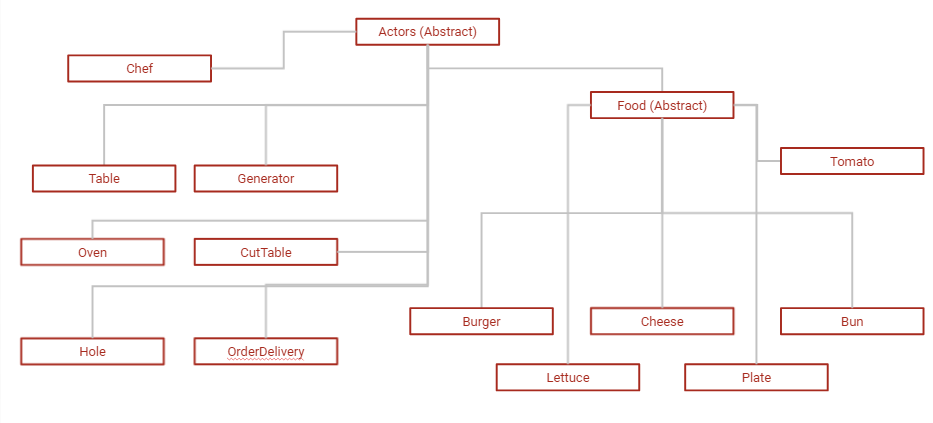 Actors (Abstract)
Chef
Food (Abstract)
Tomato
Table
Generator
Oven
CutTable
Burger
Cheese
Bun
Hole
OrderDelivery
Lettuce
Plate